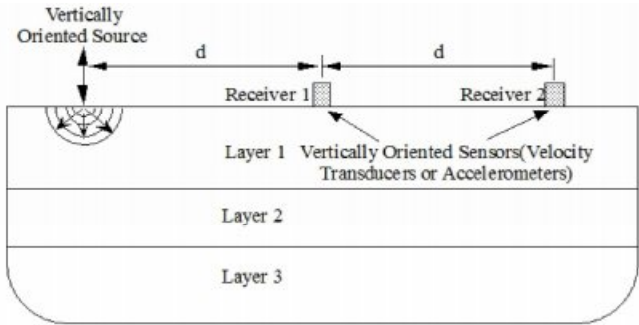 Vertically
Oriented Source
d
d
Receiver 1
Receiver 2
Layer 1
Vertically Oriented Sensors(Velocity
Transducers or Accelerometers)
Layer 2
Layer 3